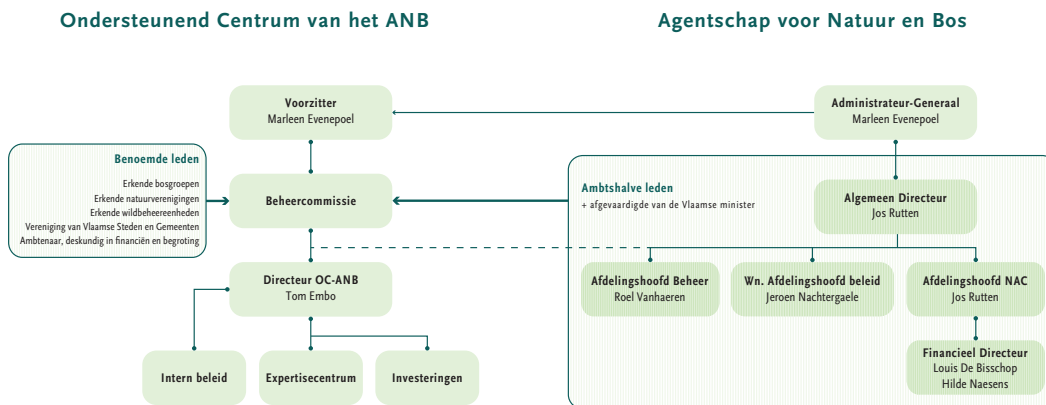 Ondersteunend Centrum van het ANB
Agentschap voor Natuur en Bos
Voorzitter
Marleen Evenepoel
Administrateur-Generaal
Marleen Evenepoel
Benoemde leden
Erkende bosgroepen
Erkende natuurverenigingen
Erkende wildbeheereenheden
Vereniging van Vlaamse Steden en Gemeenten
Ambtenaar, deskundig in financiën en begroting
Beheercommissie
Ambtshalve leden
+ afgevaardigde van de Vlaamse minister
Algemeen Directeur
Jos Rutten
Directeur OC-ANB
Tom Embo
Afdelingshoofd Beheer
Roel Vanhaeren
Wn. Afdelingshoofd beleid
Jeroen Nachtergaele
Afdelingshoofd NAC
Jos Rutten
Intern beleid
Expertisecentrum
Investeringen
Financieel Directeur
Louis De Bisschop
Hilde Naesens